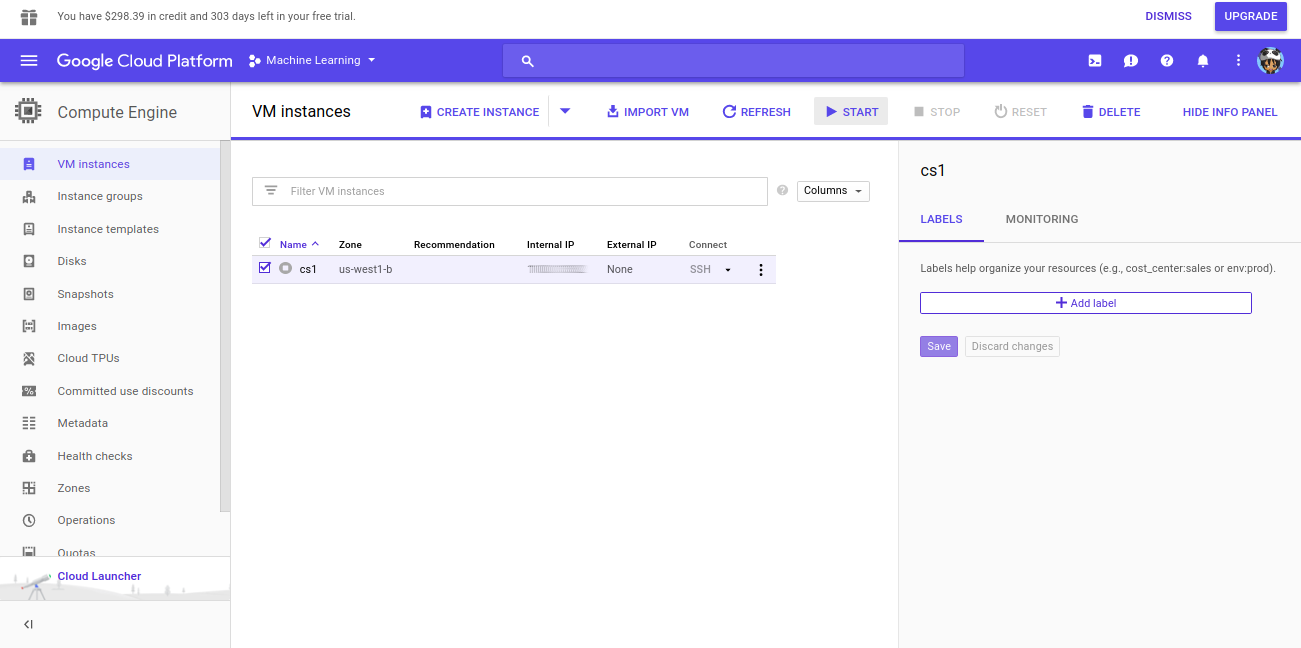 You have $298.39 in credit and 303 days left in your free trial.
DISMISS
UPGRADE
Google Cloud Platform
Machine Learning
Compute Engine
VM instances
CREATE INSTANCE
IMPORT VM
REFRESH
START
STOP
RESET
DELETE
HIDE INFO PANEL
VM instances
Instance groups
Instance templates
Disks
Snapshots
Images
Cloud TPUs
Committed use discounts
Metadata
Health checks
Zones
Operations
Quotas
Cloud Launcher
Filter VM instances
Columns
Name Zone Recommendation Internal IP External IP Connect
cs1 us-west1-b None SSH
cs1
LABELS MONITORING
Labels help organize your resources (e.g., cost_center:sales or env:prod).
Add label
Save
Discard changes